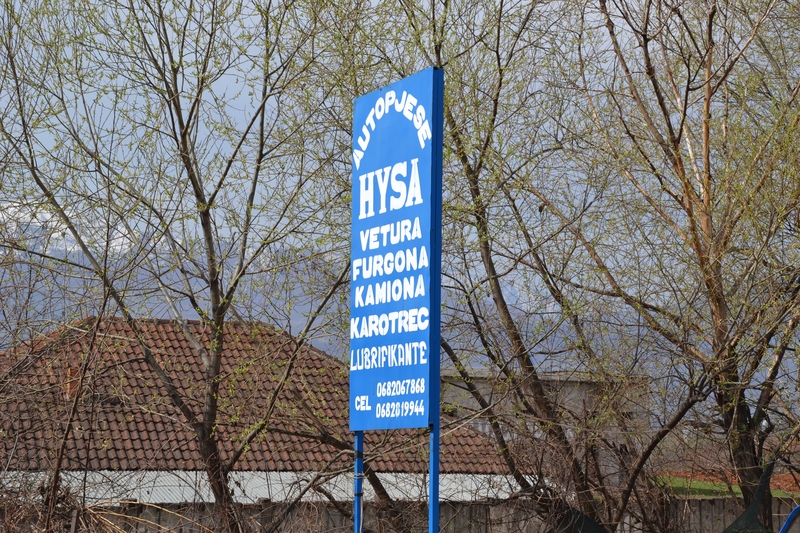 AUTOPJESE
HYSA
VETURA
FURGONA
KAMIONA
KAROTREC
LUBRIFIKANTE
CEL 0682067868
0682019944